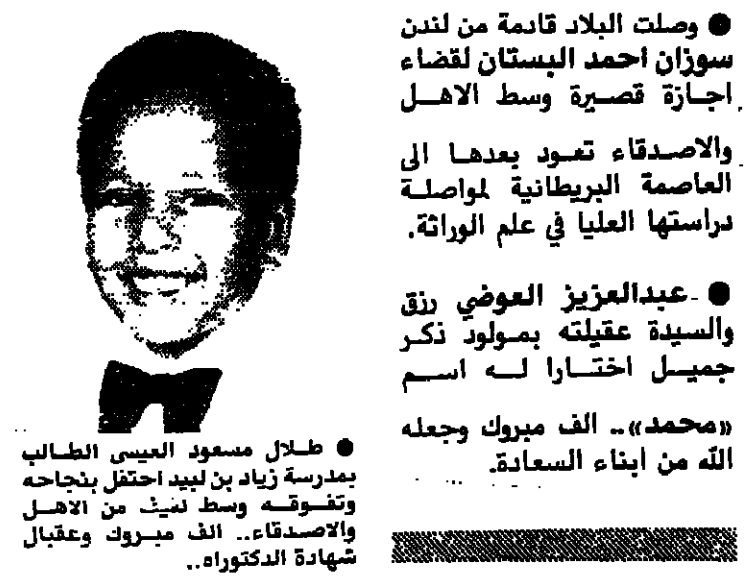 ● وصلت البلاد قادمة من لندن
سوزان احمد البستان لقضاء
اجازة قصيرة وسط الاهل
والاصدقاء تعود بعدها الى
العاصمة البريطانية لمواصلة
دراستها العليا في علم الوراثة.
● عبدالعزيز العوضي رزق
والسيدة عقيلته بمولود ذكر
جميل اختارا له اسم
«محمد».. الف مبروك وجعله
الله من ابناء السعادة.
● طلال مسعود العيسى الطالب
بمدرسة زياد بن لبيد احتفل بنجاحه
وتفوقه وسط لفيف من الاهل
والاصدقاء.. الف مبروك وعقبال
شهادة الدكتوراه..